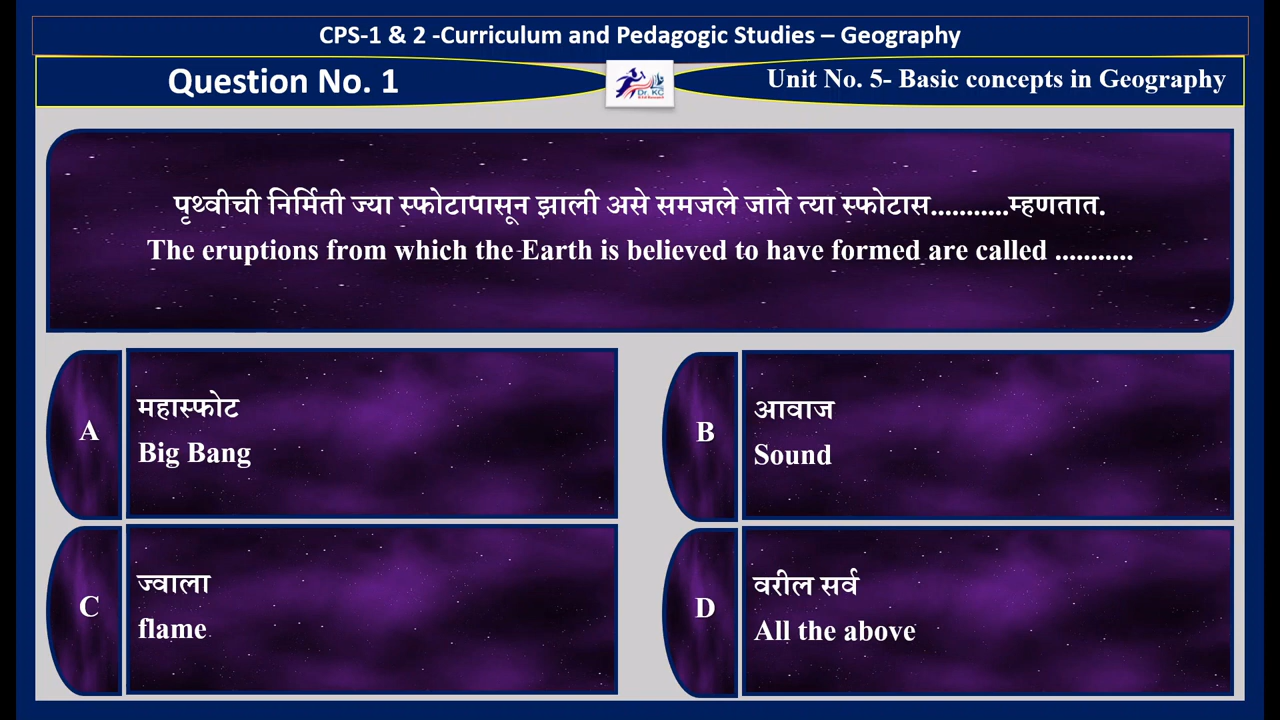 CPS-1 & 2 -Curriculum and Pedagogic Studies – Geography
Question No. 1
Dr. KC
Unit No. 5- Basic concepts in Geography
पृथ्वीची निर्मिती ज्या स्फोटापासून झाली असे समजले जाते त्या स्फोटास...........म्हणतात.
The eruptions from which the Earth is believed to have formed are called ...........
A
महास्फोट
Big Bang
B
आवाज
Sound
C
ज्वाला
flame
D
वरील सर्व
All the above